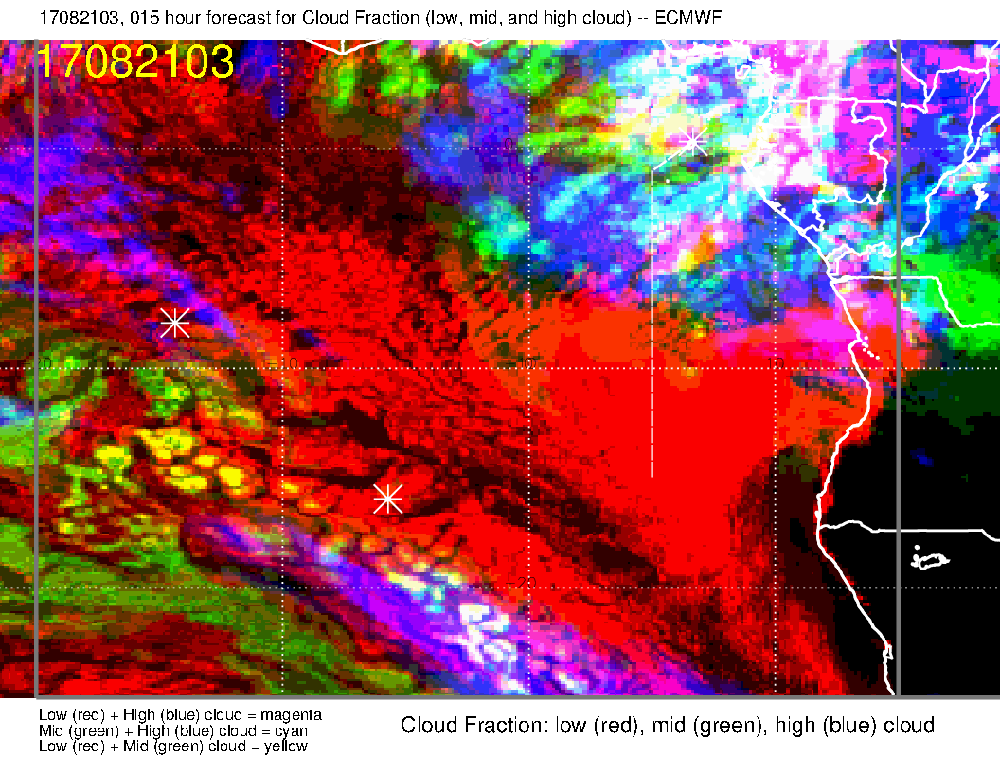 17082103, 015 hour forecast for Cloud Fraction (low, mid, and high cloud) -- ECMWF
17082103
Low (red) + High (blue) cloud = magenta
Mid (green) + High (blue) cloud = cyan
Low (red) + Mid (green) cloud = yellow
Cloud Fraction: low (red), mid (green), high (blue) cloud